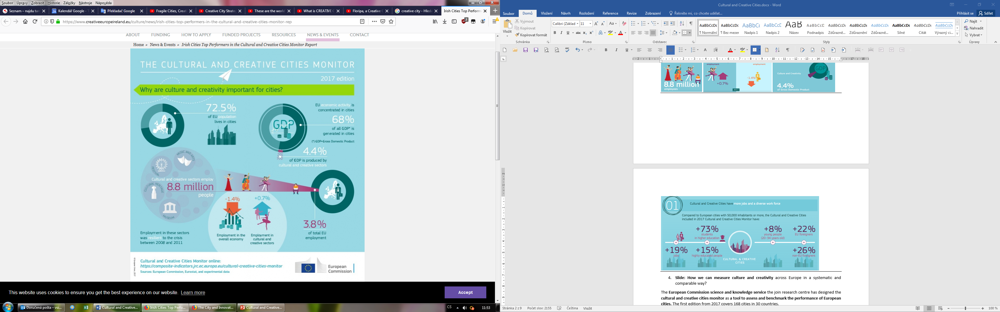 Soubor Úpravy Zobrazit Historie Záložky Nástroje Nápověda
Seznam – najdu tam
Kalendář Google - T
Překladač Google
Fragile Cities, Creati
Creative City Strateg
These are the world
What is CREATIVE C
Floripa, a Creative C
creative city - Hleda
Irish Cities Top Perform
https://www.creativeeuropeireland.eu/culture/news/irish-cities-top-performers-in-the-cultural-and-creative-cities-monitor-rep
2
ABOUT FUNDING HOW TO APPLY FUNDED PROJECTS RESOURCES NEWS & EVENTS CONTACT
Home » News & Events » Irish Cities Top Performers in the Cultural and Creative Cities Monitor Report
THE CULTURAL AND CREATIVE CITIES MONITOR
2017 edition
Why are culture and creativity important for cities?
72.5%
of EU population
lives in cities
GDP
EU economic activity is
concentrated in cities
68%
of all GDP* is
generated in cities
(*) GDP=Gross Domestic Product
4.4%
of GDP is produced by
cultural and creative sectors
MUSIC AND ARTS
FESTIVAL
CULTURAL HERITAGE
MUSEUM
Cultural and creative sectors employ
8.8 million
people
-1.4%
+0.7%
3.8%
of total EU
employment
Employment in these sectors
was resilient to the crisis
between 2008 and 2011
Employment in the
overall economy
Employment in
cultural and
creative sectors
© European Union, 2017
Cultural and Creative Cities Monitor online:
https://composite-indicators.jrc.ec.europa.eu/cultural-creative-cities-monitor
Sources: European Commission, Eurostat, and experimental data
European
Commission
This website uses cookies to ensure you get the best experience on our website. Learn more
Accept
Doručená pošta – vsi...
Cultural and Creative...
Irish Cities Top Perfo...
The City and Innovat...
Cultural and Creative...
CS
11:53
Cultural and Creative Cities.docx - Word
Soubor Domů Vložení Návrh Rozložení Reference Revize Zobrazení Řekněte mi, co chcete udělat...
Přihlásit se Sdílet
Vložit
Vyjmout
Kopírovat
Kopírovat formát
Schránka
Calibri (Základ 11
Písmo
Odstavec
AaBbCcDc AaBbCcDc AaBbCc AaBbCcD AaB AaBbCcD AaBbCcDc AaBbCcDc AaBbCcDc AaBbCcDc AaBbCcDc AaBbCcDc
¶ Normální ¶ Bez mezer Nadpis 1 Nadpis 2 Název Podnadpis Zdůrazně... Zdůraznění Zdůrazně... Silné Citát Výrazný ci...
Styly
Najít
Nahradit
Vybrat
Úpravy
employment
employment
8.8 million
employees
+0.7%
-1.4%
2011
Culture and Creativity
GDP
4.4%
of Gross Domestic Product
01
Cultural and Creative Cities have more jobs and a diverse work force
Compared to European cities with 50,000 inhabitants or more, the Cultural and Creative Cities
included in 2017 Cultural and Creative Cities Monitor have:
+73%
students
in higher education
+8%
young people
(20-34 years old)
+22%
EU foreigners
+19%
jobs
+15%
highly educated people
CULTURAL & CREATIVE
CITIES
+26%
non-EU foreigners
4. Slide: How we can measure culture and creativity across Europe in a systematic and
comparable way?
The European Commission science and knowledge service the join research centre has designed the
cultural and creative cities monitor as a tool to assess and benchmark the performance of European
cities. The first edition from 2017 covers 168 cities in 30 countries.
Stránka 2 z 9 Počet slov: 2155 Čeština Vložit
100 %